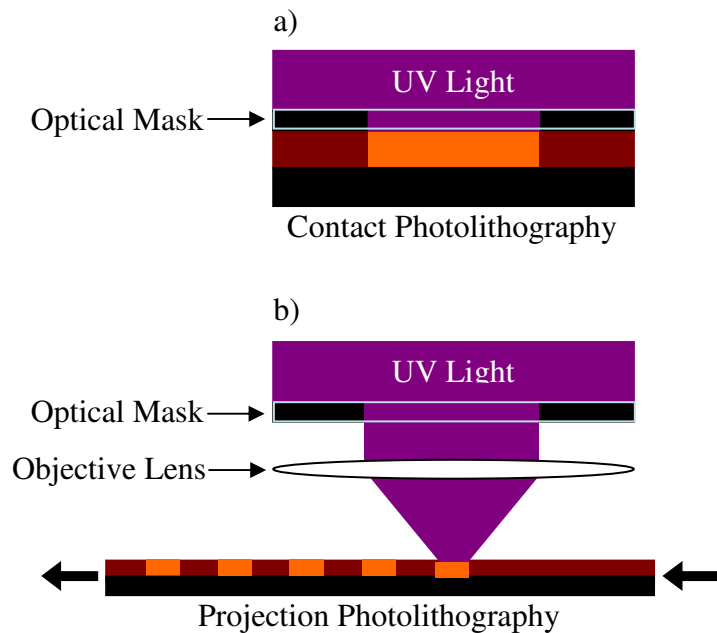 a)
UV Light
Optical Mask
Contact Photolithography
b)
UV Light
Optical Mask
Objective Lens
Projection Photolithography